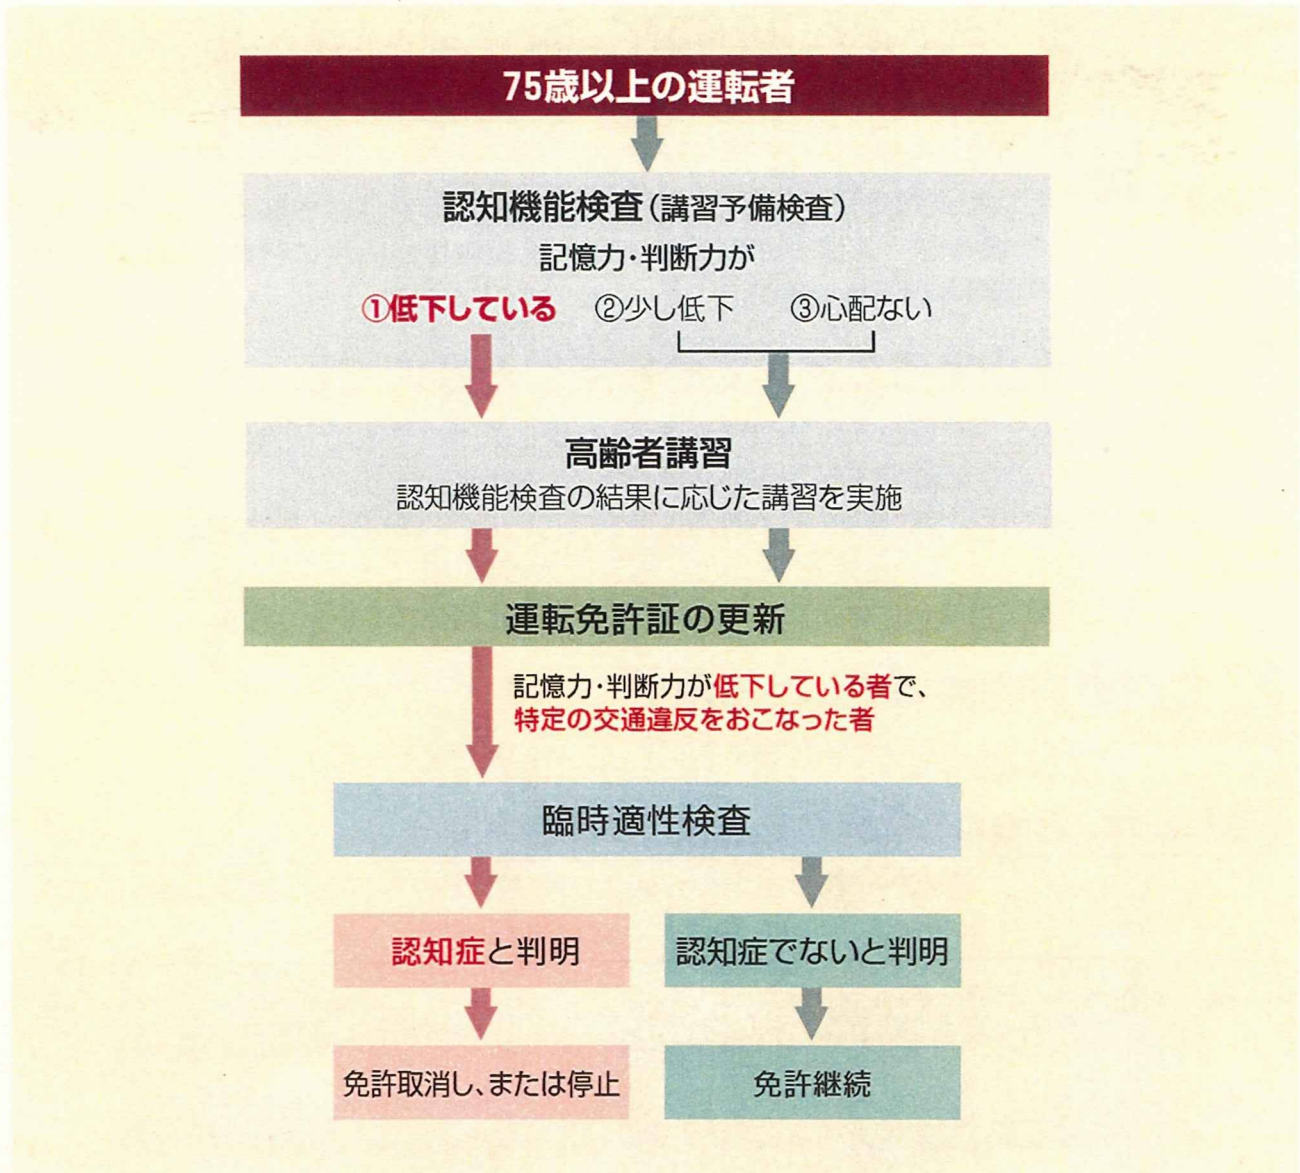 75歳以上の運転者
認知機能検査(講習予備検査)
記憶力・判断力が
①低下している ②少し低下 ③心配ない
高齢者講習
認知機能検査の結果に応じた講習を実施
運転免許証の更新
記憶力・判断力が低下している者で、
特定の交通違反をおこなった者
臨時適性検査
認知症と判明 認知症でないと判明
免許取消し、または停止 免許継続